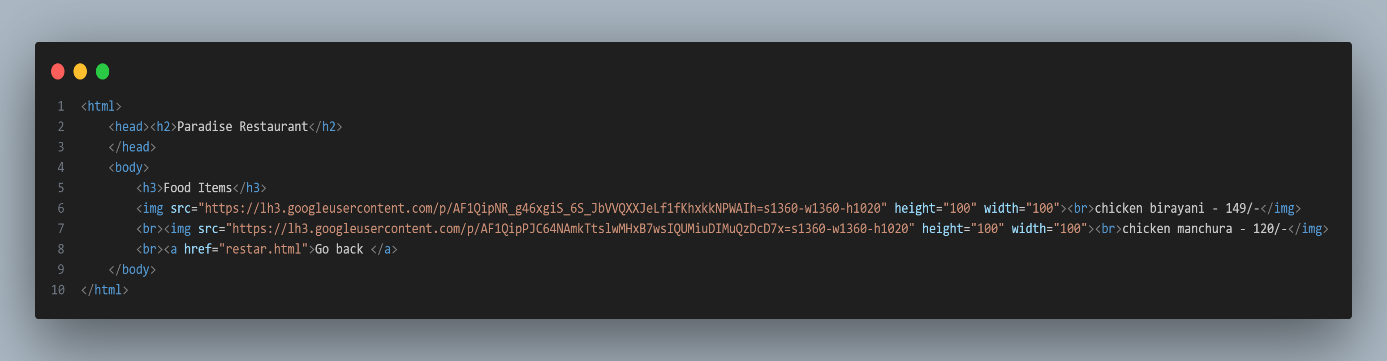 1 <html>
2 <head><h2>Paradise Restaurant</h2>
3 </head>
4 <body>
5 <h3>Food Items</h3>
6 <img src="https://lh3.googleusercontent.com/p/AF1QipNR_g46xgiS_6S_JbVVQXXJeLf1fKhxkkNPWAIh=s1360-w1360-h1020" height="100" width="100"><br>chicken birayani - 149/-</img>
7 <br><img src="https://lh3.googleusercontent.com/p/AF1QipPJC64NAmkTtslwMHxB7wsIQUMiuDIMuQzDcD7x=s1360-w1360-h1020" height="100" width="100"><br>chicken manchura - 120/-</img>
8 <br><a href="restar.html">Go back </a>
9 </body>
10 </html>